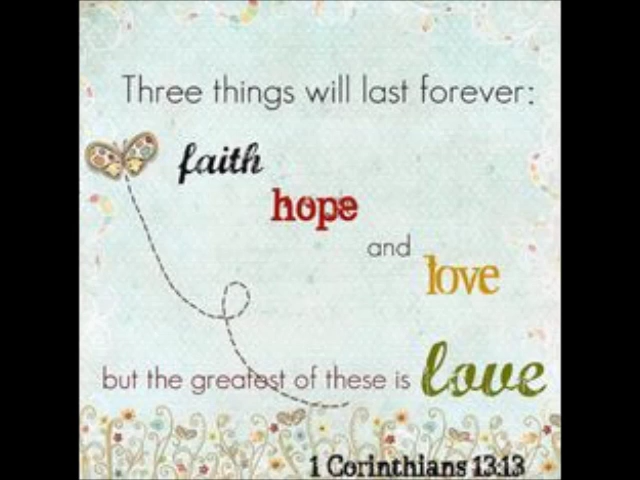 Three things will last forever:
faith
hope
and
love
but the greatest of these is love
1 Corinthians 13:13